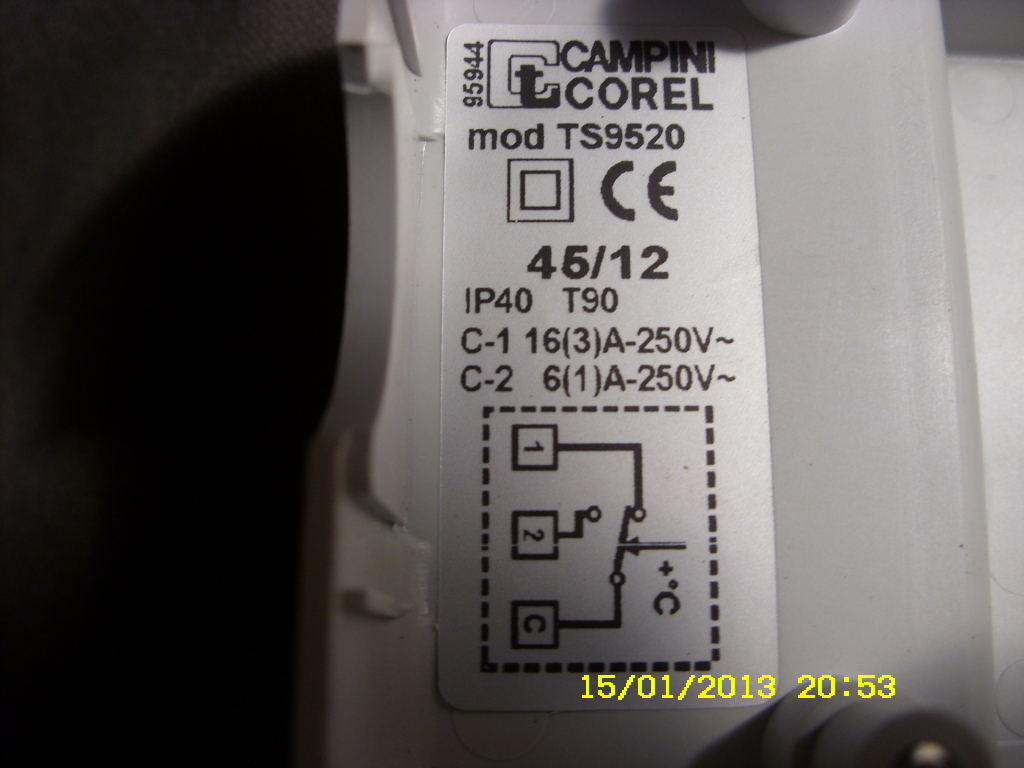 95944
CAMPINI
COREL
mod TS9520
CE
45/12
IP40 T90
C-1 16(3)A-250V~
C-2 6(1)A-250V~
1
2
C
+°C
15/01/2013 20:53